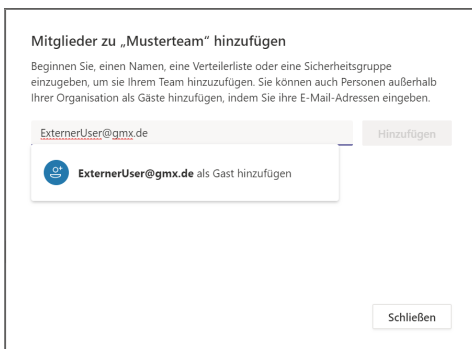 Mitglieder zu „Musterteam“ hinzufügen
Beginnen Sie, einen Namen, eine Verteilerliste oder eine Sicherheitsgruppe
einzugeben, um sie Ihrem Team hinzuzufügen. Sie können auch Personen außerhalb
Ihrer Organisation als Gäste hinzufügen, indem Sie ihre E-Mail-Adressen eingeben.
ExternerUser@gmx.de
Hinzufügen
ExternerUser@gmx.de als Gast hinzufügen
Schließen